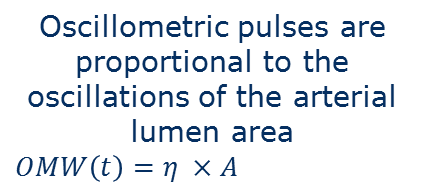 Oscillometric pulses are
proportional to the
oscillations of the arterial
lumen area
OMW(t) = η × A